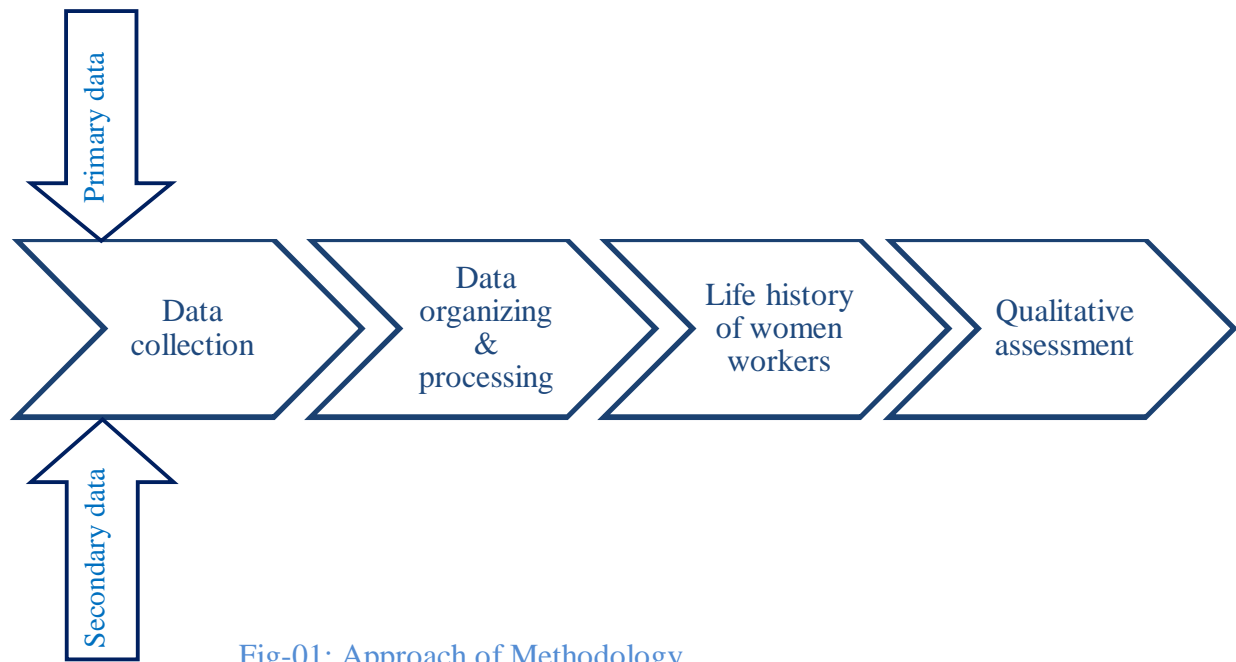 Primary data
Data
collection
Data
organizing
&
processing
Life history
of women
workers
Qualitative
assessment
Secondary data
Fig-01: Approach of Methodology